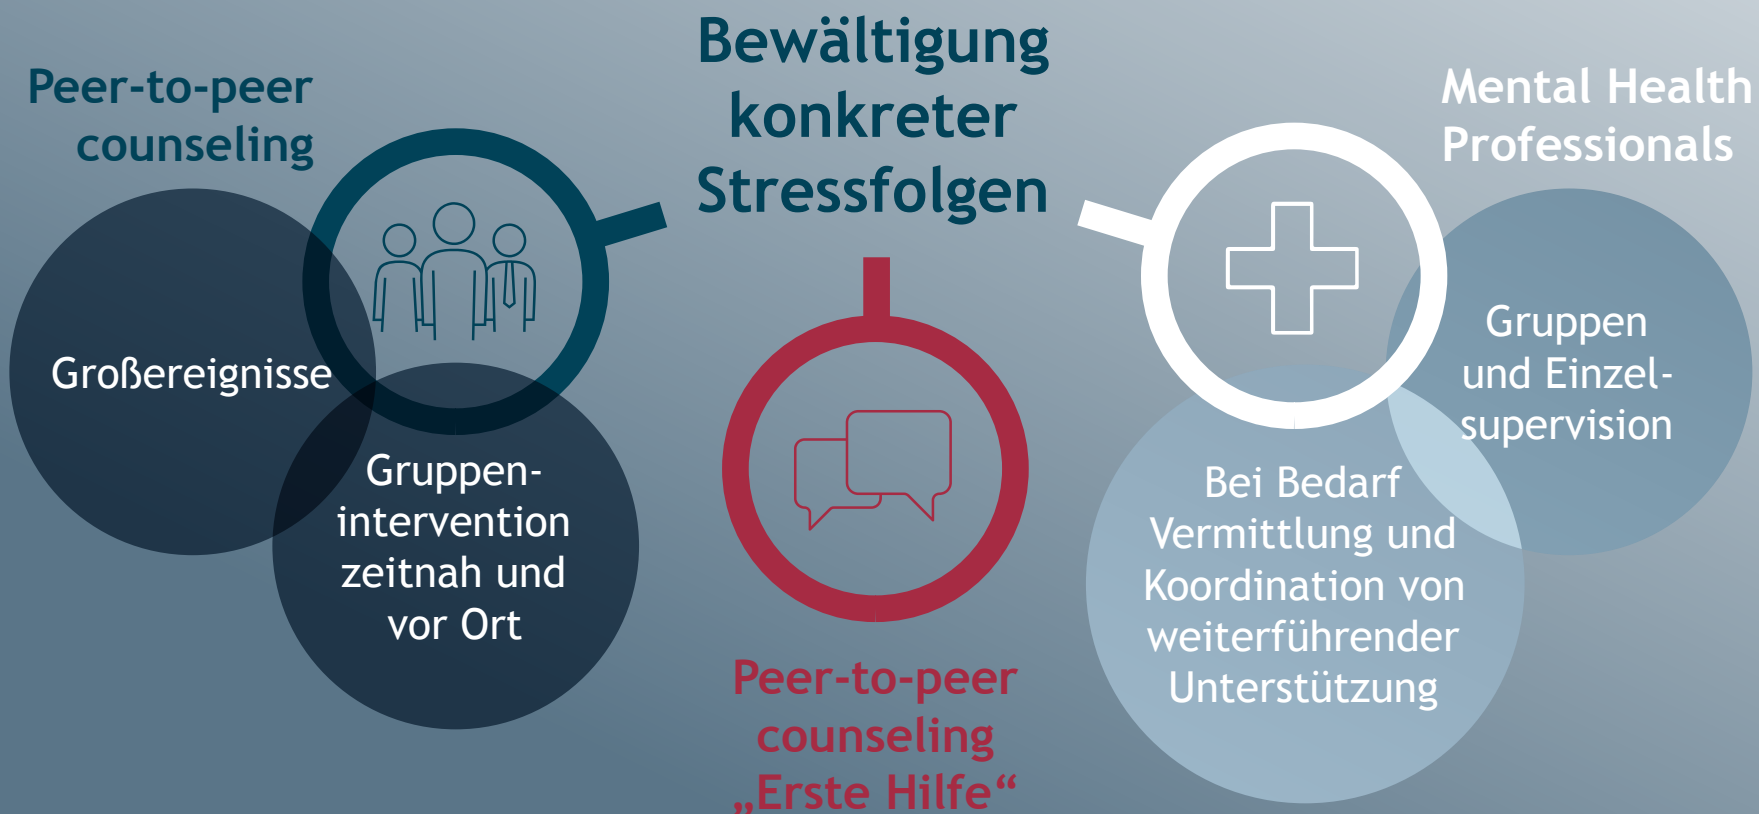 Bewältigung
konkreter
Stressfolgen
Peer-to-peer
counseling
Großereignisse
Gruppen-
intervention
zeitnah und
vor Ort
Peer-to-peer
counseling
„Erste Hilfe“
Mental Health
Professionals
Gruppen
und Einzel-
supervision
Bei Bedarf
Vermittlung und
Koordination von
weiterführender
Unterstützung